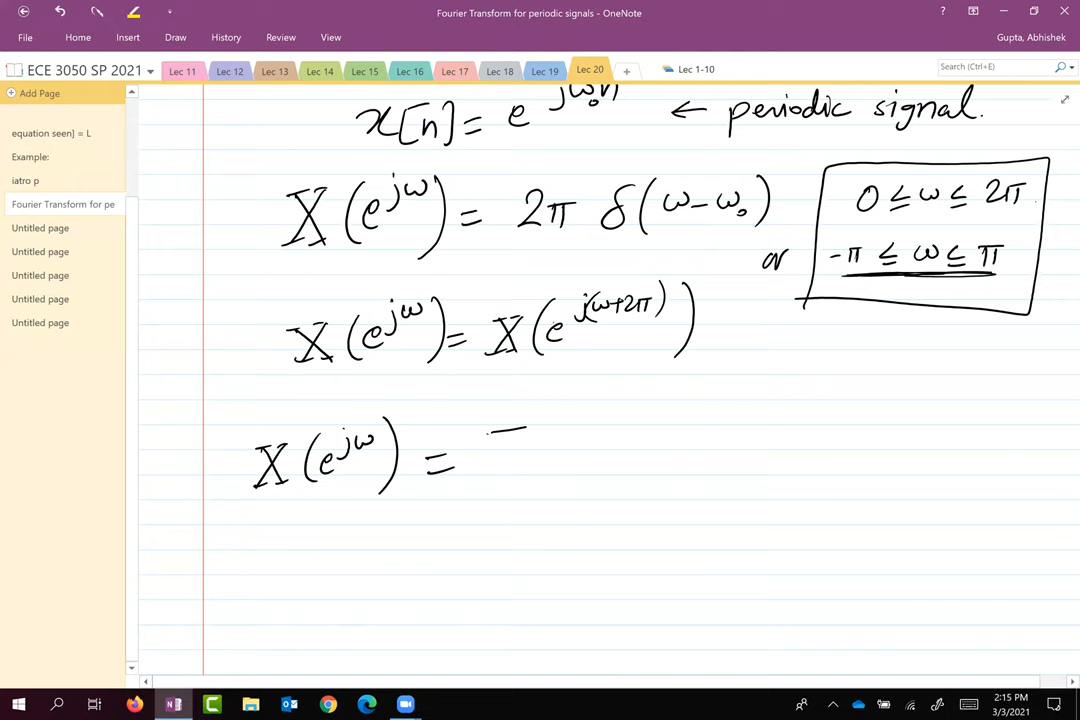 Fourier Transform for periodic signals - OneNote
Gupta, Abhishek
File Home Insert Draw History Review View
ECE 3050 SP 2021 Lec 11 Lec 12 Lec 13 Lec 14 Lec 15 Lec 16 Lec 17 Lec 18 Lec 19 Lec 20 Lec 1-10
Search (Ctrl+E)
Add Page
equation seen] = L
Example:
iatro p
Fourier Transform for pe
Untitled page
Untitled page
Untitled page
Untitled page
Untitled page
x[n] = e^{jω₀n} ← periodic signal.
X(e^{jω}) = 2π δ(ω-ω₀)
0 ≤ ω ≤ 2π
or -π ≤ ω ≤ π
X(e^{jω}) = X(e^{j(ω+2π)})
X(e^{jω}) =
2:15 PM
3/3/2021